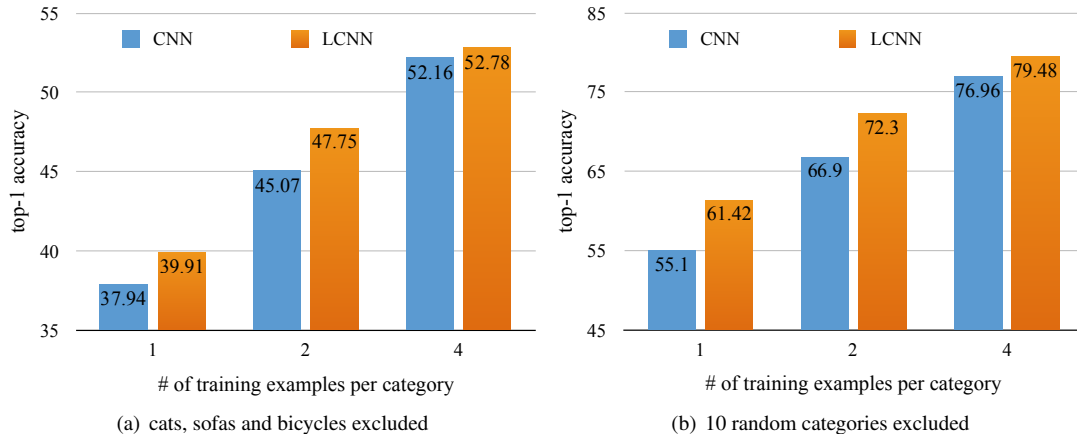 55
50
45
40
35
top-1 accuracy
CNN
LCNN
37.94
39.91
45.07
47.75
52.16
52.78
1
2
4
# of training examples per category
(a) cats, sofas and bicycles excluded
85
75
65
55
45
top-1 accuracy
CNN
LCNN
55.1
61.42
66.9
72.3
76.96
79.48
1
2
4
# of training examples per category
(b) 10 random categories excluded